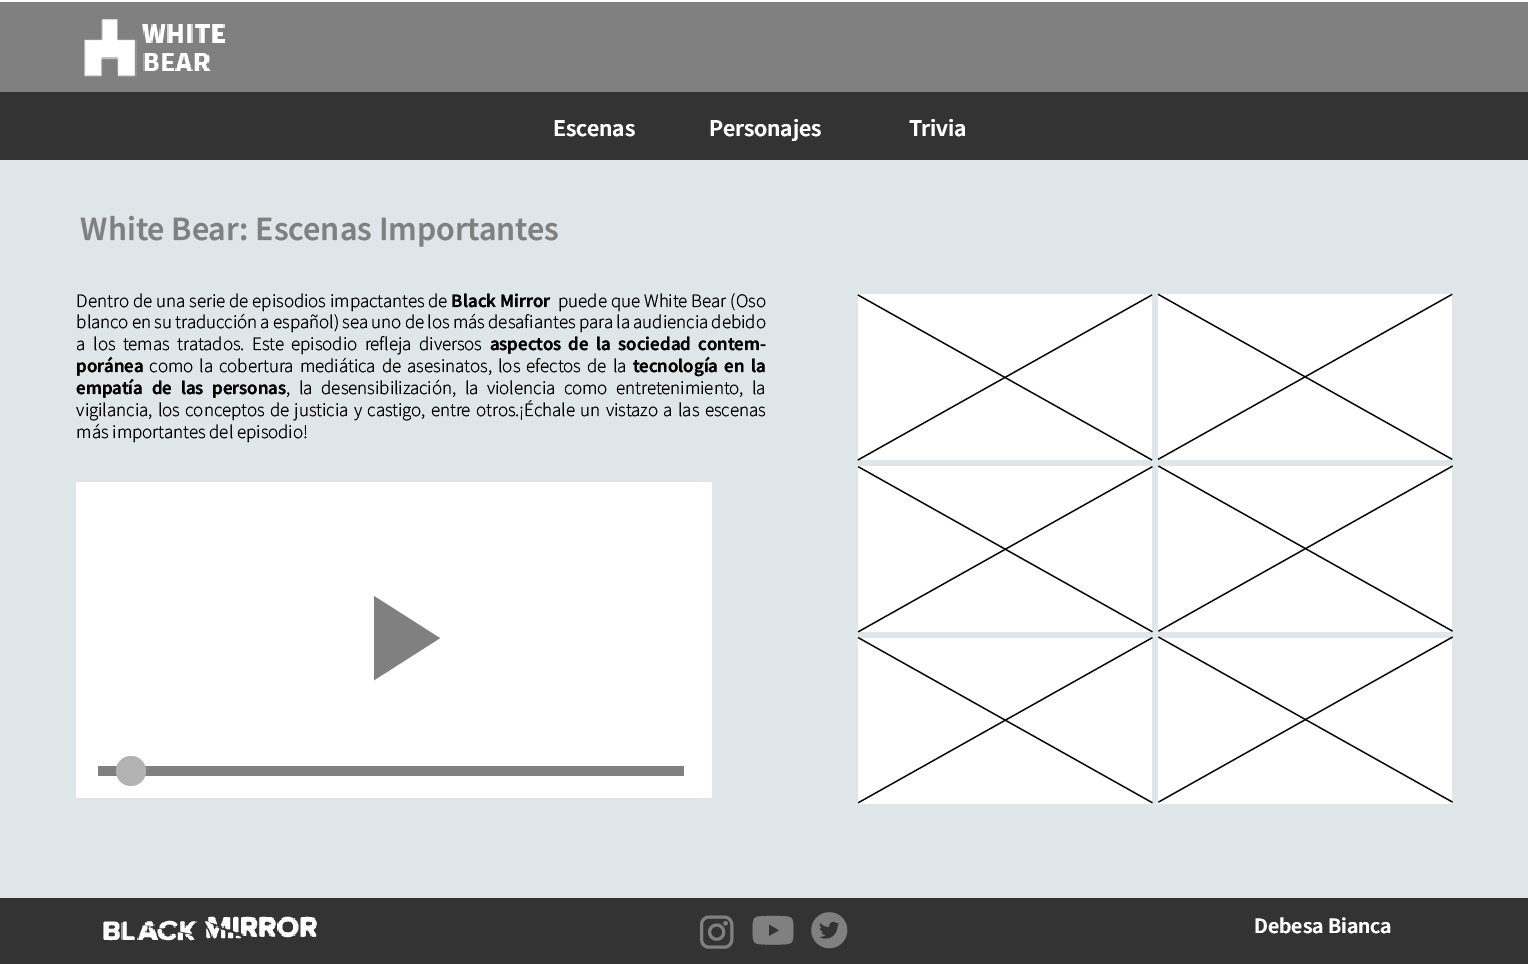 WHITE
BEAR
Escenas Personajes Trivia
White Bear: Escenas Importantes
Dentro de una serie de episodios impactantes de Black Mirror puede que White Bear (Oso
blanco en su traducción a español) sea uno de los más desafiantes para la audiencia debido
a los temas tratados. Este episodio refleja diversos aspectos de la sociedad contem-
poránea como la cobertura mediática de asesinatos, los efectos de la tecnología en la
empatía de las personas, la desensibilización, la violencia como entretenimiento, la
vigilancia, los conceptos de justicia y castigo, entre otros.¡Échale un vistazo a las escenas
más importantes del episodio!
BLACK MIRROR
Debesa Bianca